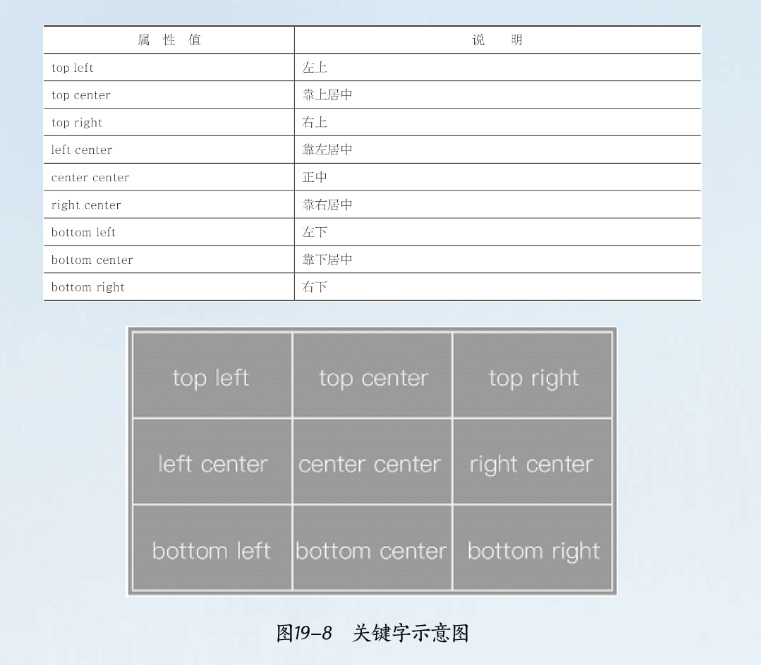 属 性 值 说 明
top left 左上
top center 靠上居中
top right 右上
left center 靠左居中
center center 正中
right center 靠右居中
bottom left 左下
bottom center 靠下居中
bottom right 右下
top left top center top right
left center center center right center
bottom left bottom center bottom right
图19-8 关键字示意图